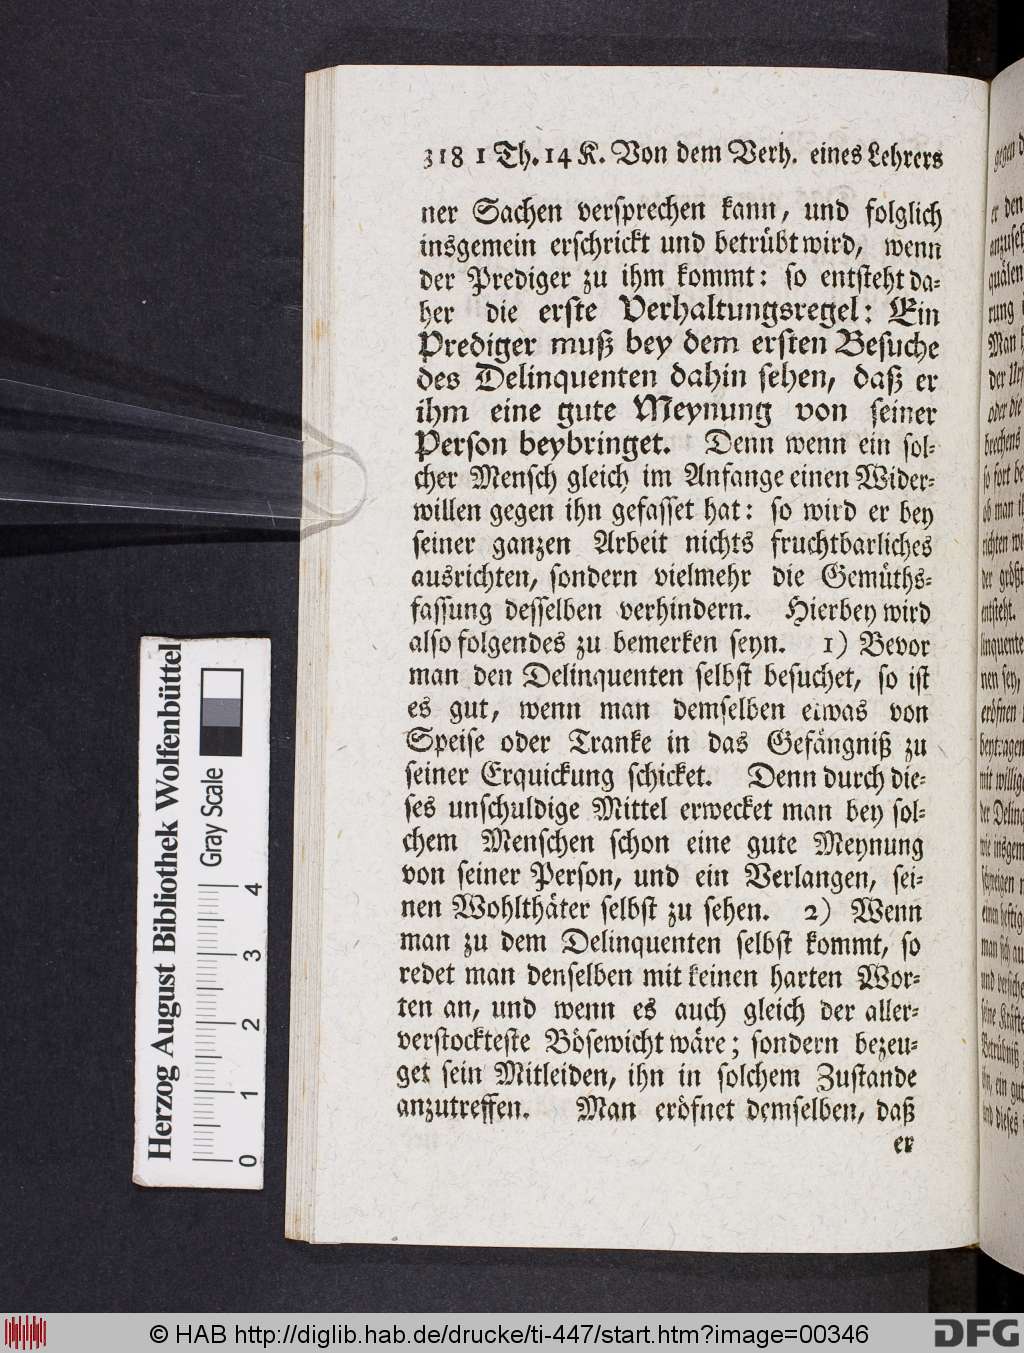 318 1 Th. 14 K. Von dem Verh. eines Lehrers
ner Sachen versprechen kann, und folglich
insgemein erschrickt und betrübt wird, wenn
der Prediger zu ihm kommt: so entsteht da-
her die erste Verhaltungsregel: Ein
Prediger muß bey dem ersten Besuche
des Delinquenten dahin sehen, daß er
ihm eine gute Meynung von seiner
Person beybringet. Denn wenn ein sol-
cher Mensch gleich im Anfange einen Wider-
willen gegen ihn gefasset hat: so wird er bey
seiner ganzen Arbeit nichts fruchtbarliches
ausrichten, sondern vielmehr die Gemüths-
fassung desselben verhindern. Hierbey wird
also folgendes zu bemerken seyn. 1) Bevor
man den Delinquenten selbst besuchet, so ist
es gut, wenn man demselben etwas von
Speise oder Tranke in das Gefängniß zu
seiner Erquickung schicket. Denn durch die-
ses unschuldige Mittel erwecket man bey sol-
chem Menschen schon eine gute Meynung
von seiner Person, und ein Verlangen, sei-
nen Wohlthäter selbst zu sehen. 2) Wenn
man zu dem Delinquenten selbst kommt, so
redet man denselben mit keinen harten Wor-
ten an, und wenn es auch gleich der aller-
verstockteste Bösewicht wäre; sondern bezeu-
get sein Mitleiden, ihn in solchem Zustande
anzutreffen. Man eröfnet demselben, daß
er
Herzog August Bibliothek Wolfenbüttel
Gray Scale
0 1 2 3 4
© HAB http://diglib.hab.de/drucke/ti-447/start.htm?image=00346
DFG